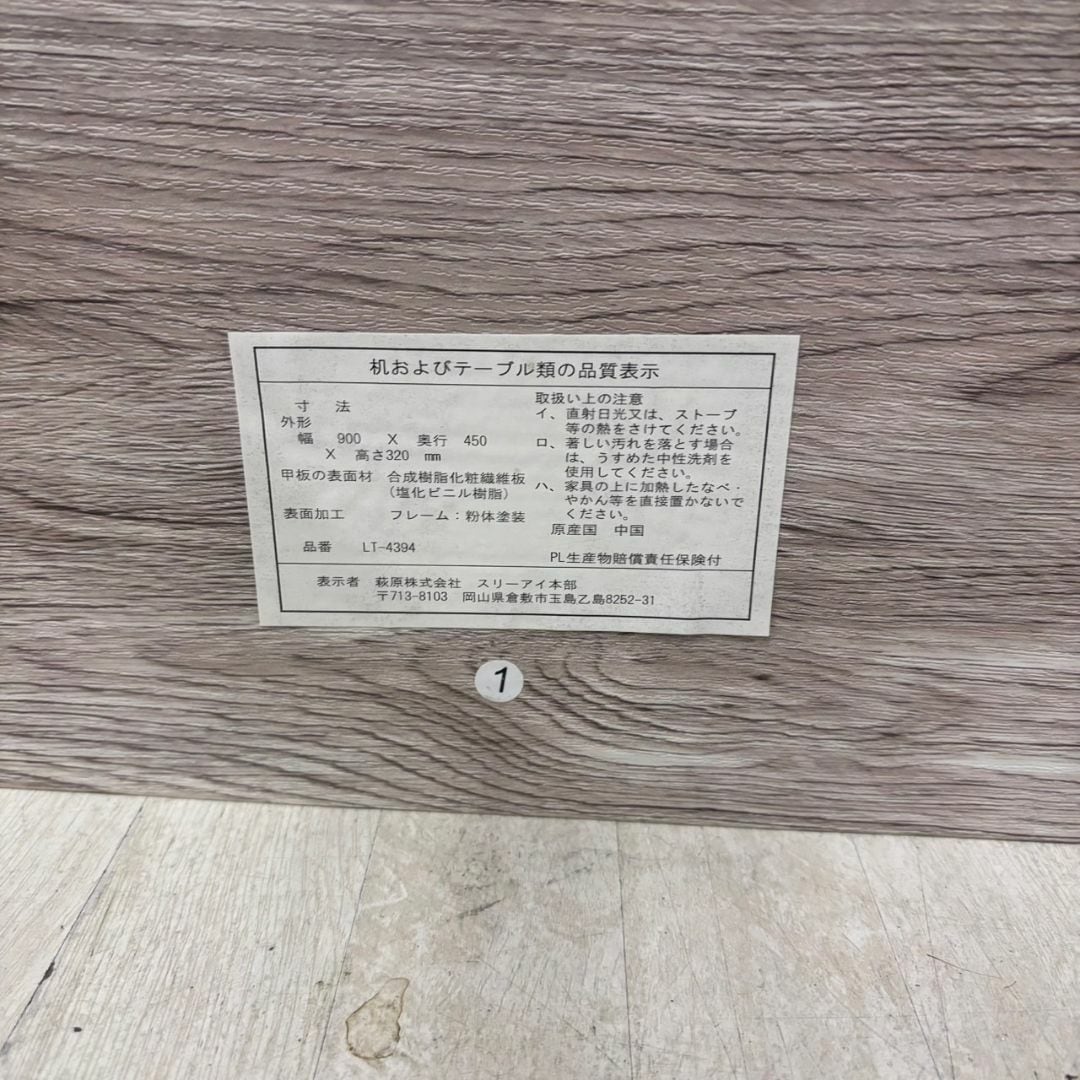 机およびテーブル類の品質表示
寸 法
外形
幅 900 X 奥行 450
X 高さ320 mm
甲板の表面材 合成樹脂化粧繊維板
(塩化ビニル樹脂)
表面加工 フレーム:粉体塗装
品番 LT-4394
取扱い上の注意
イ、直射日光又は、ストーブ
等の熱をさけてください。
ロ、著しい汚れを落とす場合
は、うすめた中性洗剤を
使用してください。
ハ、家具の上に加熱したなべ・
やかん等を直接置かないで
ください。
原産国 中国
PL生産物賠償責任保険付
表示者 萩原株式会社 スリーアイ本部
〒713-8103 岡山県倉敷市玉島乙島8252-31
1